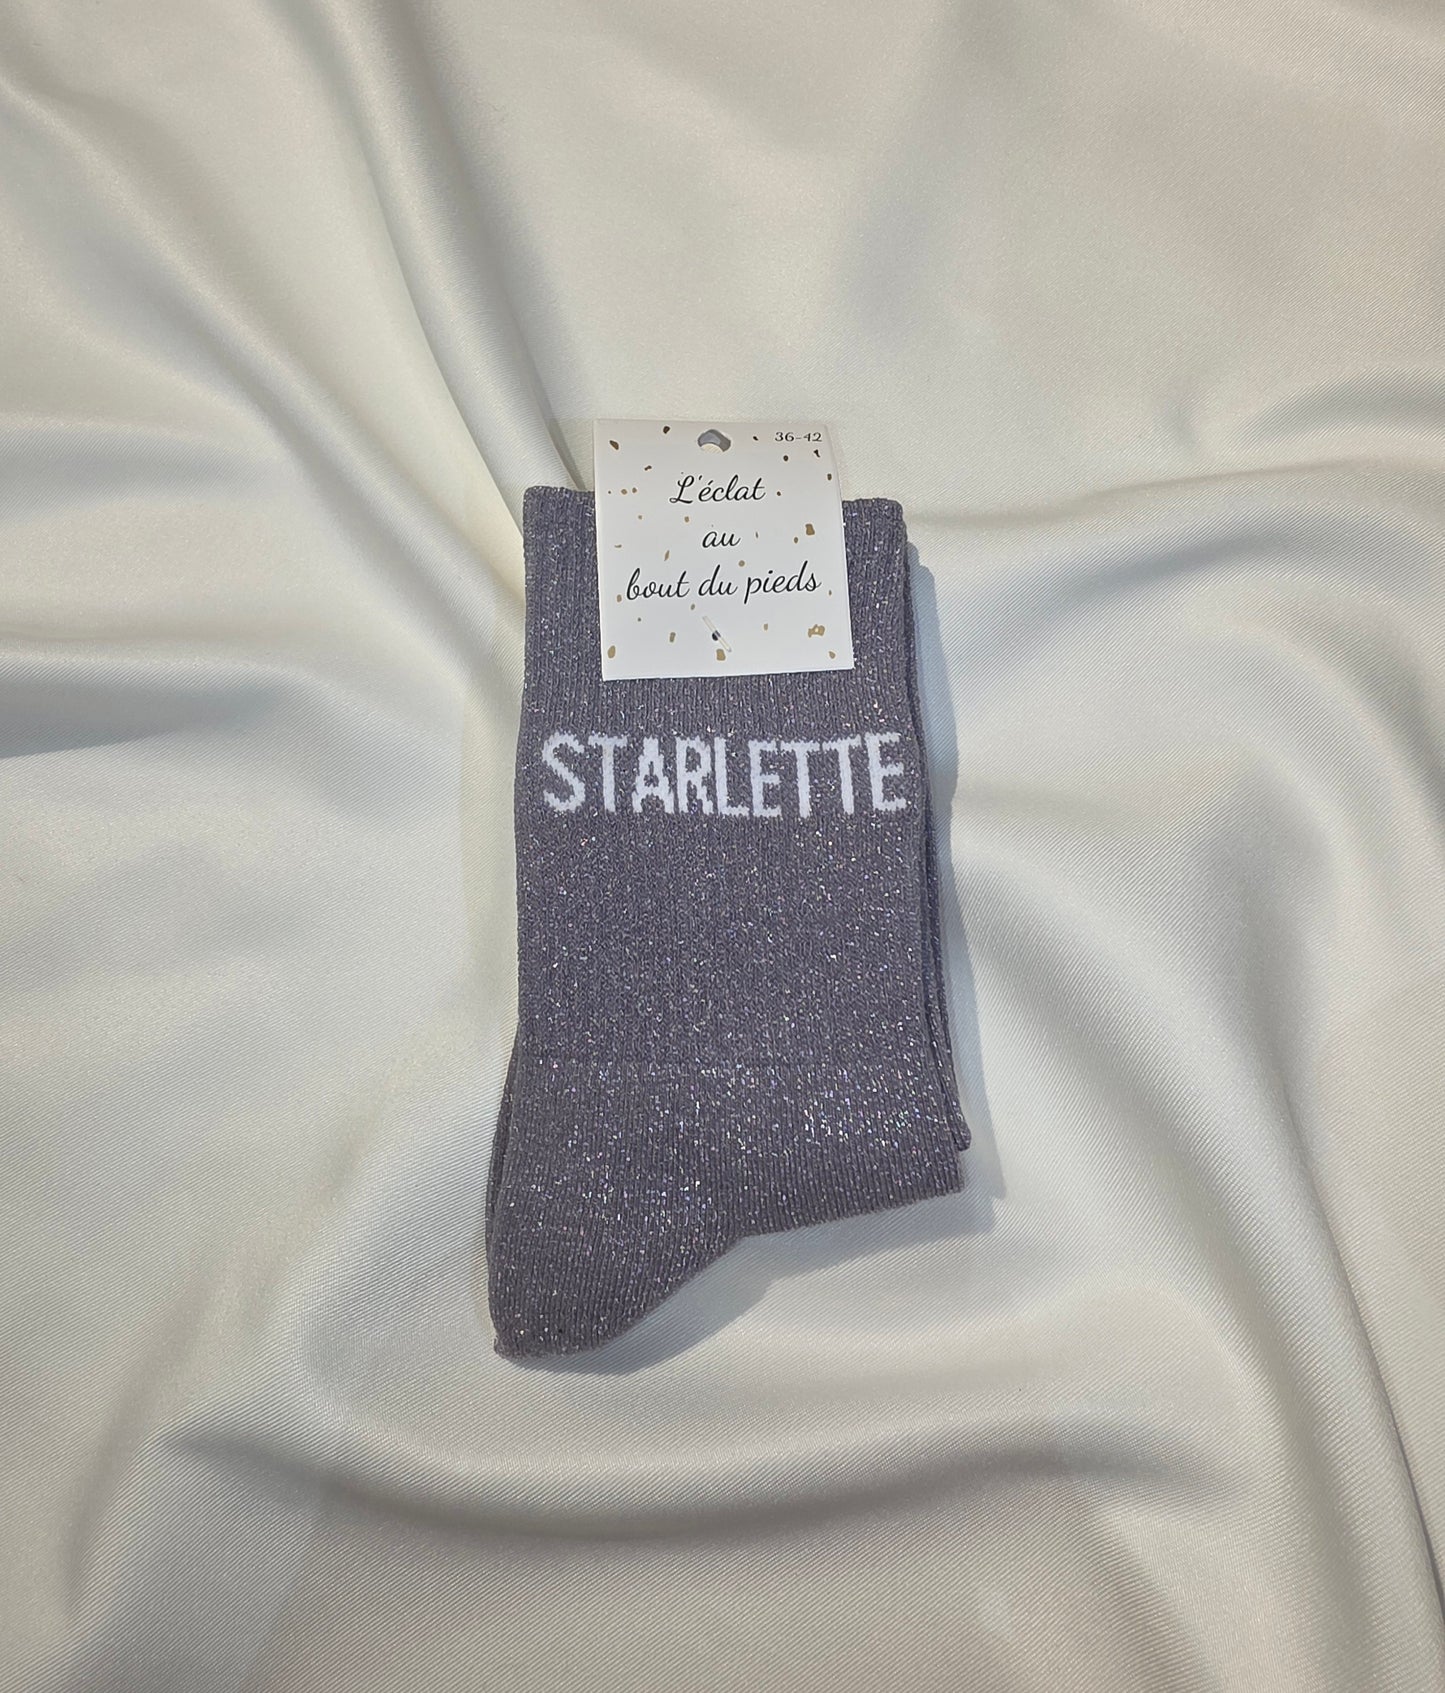 36-42
L'éclat
au
bout du pieds
STARLETTE